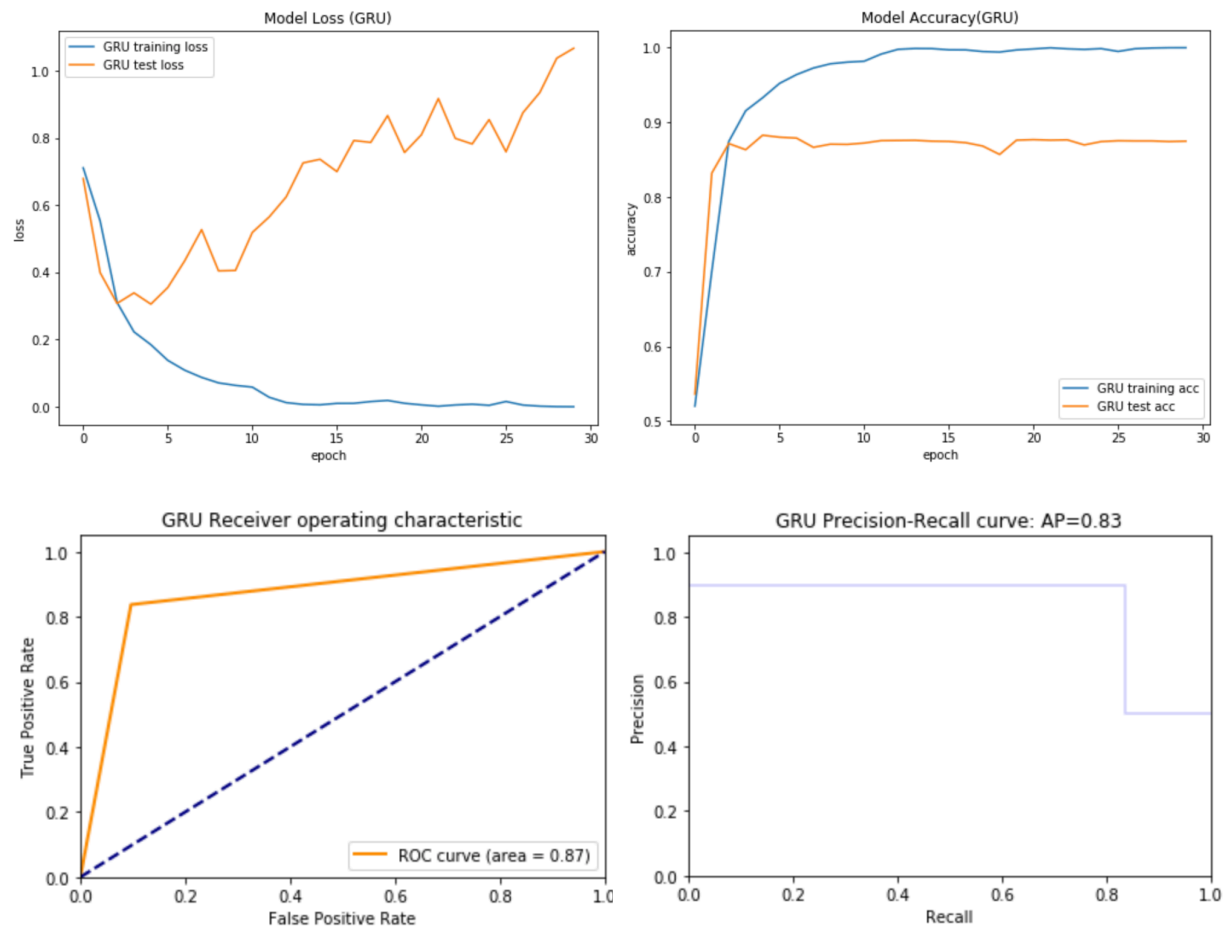 Model Loss (GRU)
GRU training loss
GRU test loss
1.0
0.8
0.6
0.4
0.2
0.0
loss
0 5 10 15 20 25 30
epoch
Model Accuracy(GRU)
1.0
0.9
0.8
0.7
0.6
0.5
accuracy
GRU training acc
GRU test acc
0 5 10 15 20 25 30
epoch
GRU Receiver operating characteristic
1.0
0.8
0.6
0.4
0.2
0.0
True Positive Rate
ROC curve (area = 0.87)
0.0 0.2 0.4 0.6 0.8 1.0
False Positive Rate
GRU Precision-Recall curve: AP=0.83
1.0
0.8
0.6
0.4
0.2
0.0
Precision
0.0 0.2 0.4 0.6 0.8 1.0
Recall